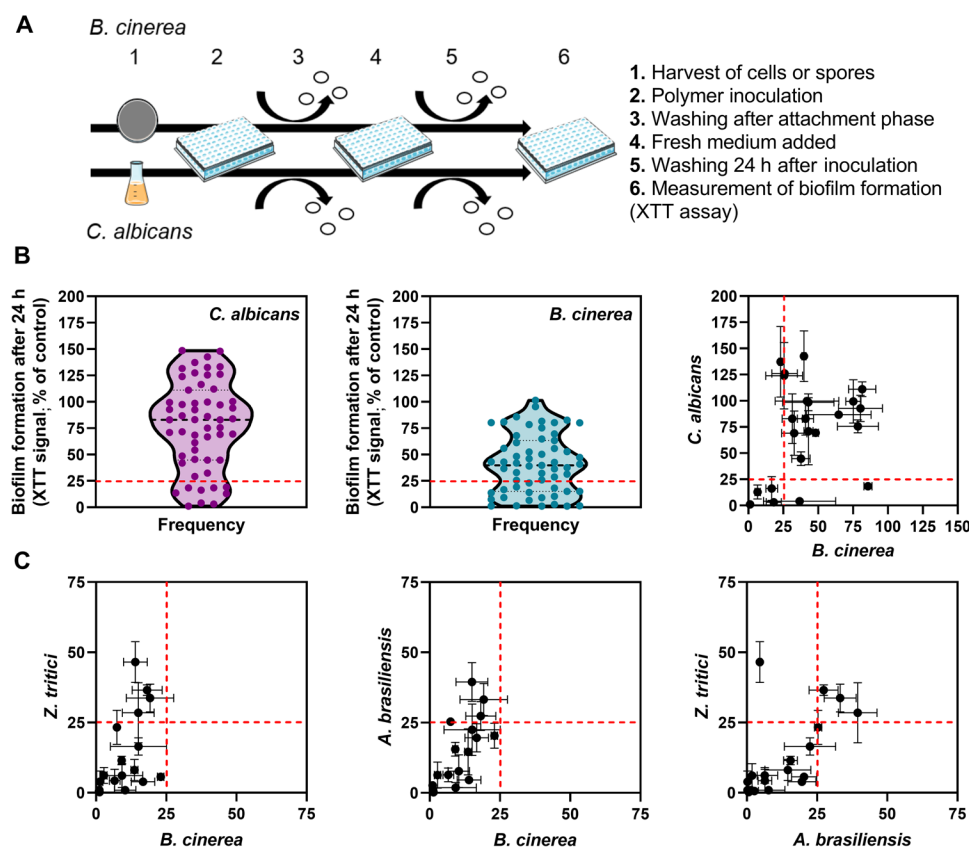 A
B. cinerea
1 2 3 4 5 6
C. albicans
1. Harvest of cells or spores
2. Polymer inoculation
3. Washing after attachment phase
4. Fresh medium added
5. Washing 24 h after inoculation
6. Measurement of biofilm formation
(XTT assay)
B
Biofilm formation after 24 h
(XTT signal; % of control)
200
175
150
125
100
75
50
25
0
C. albicans
Frequency
Biofilm formation after 24 h
(XTT signal; % of control)
200
175
150
125
100
75
50
25
0
B. cinerea
Frequency
C. albicans
200
175
150
125
100
75
50
25
0
0 25 50 75 100 125 150
B. cinerea
C
Z. tritici
75
50
25
0
0 25 50 75
B. cinerea
A. brasiliensis
75
50
25
0
0 25 50 75
B. cinerea
Z. tritici
75
50
25
0
0 25 50 75
A. brasiliensis